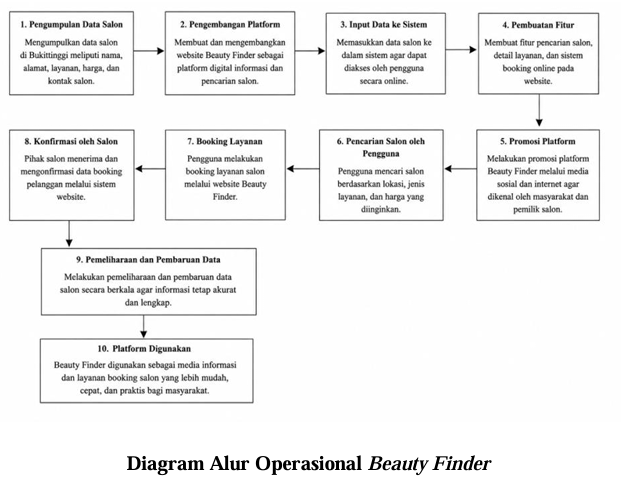 1. Pengumpulan Data Salon
Mengumpulkan data salon
di Bukittinggi meliputi nama,
alamat, layanan, harga, dan
kontak salon.
2. Pengembangan Platform
Membuat dan mengembangkan
website Beauty Finder sebagai
platform digital informasi dan
pencarian salon.
3. Input Data ke Sistem
Memasukkan data salon ke
dalam sistem agar dapat
diakses oleh pengguna
secara online.
4. Pembuatan Fitur
Membuat fitur pencarian salon,
detail layanan, dan sistem
booking online pada
website.
5. Promosi Platform
Melakukan promosi platform
Beauty Finder melalui media
sosial dan internet agar
dikenal oleh masyarakat dan
pemilik salon.
6. Pencarian Salon oleh
Pengguna
Pengguna mencari salon
berdasarkan lokasi, jenis
layanan, dan harga yang
diinginkan.
7. Booking Layanan
Pengguna melakukan
booking layanan salon
melalui website Beauty
Finder.
8. Konfirmasi oleh Salon
Pihak salon menerima dan
mengonfirmasi data booking
pelanggan melalui sistem
website.
9. Pemeliharaan dan Pembaruan Data
Melakukan pemeliharaan dan pembaruan data
salon secara berkala agar informasi tetap akurat
dan lengkap.
10. Platform Digunakan
Beauty Finder digunakan sebagai media informasi
dan layanan booking salon yang lebih mudah,
cepat, dan praktis bagi masyarakat.
Diagram Alur Operasional Beauty Finder